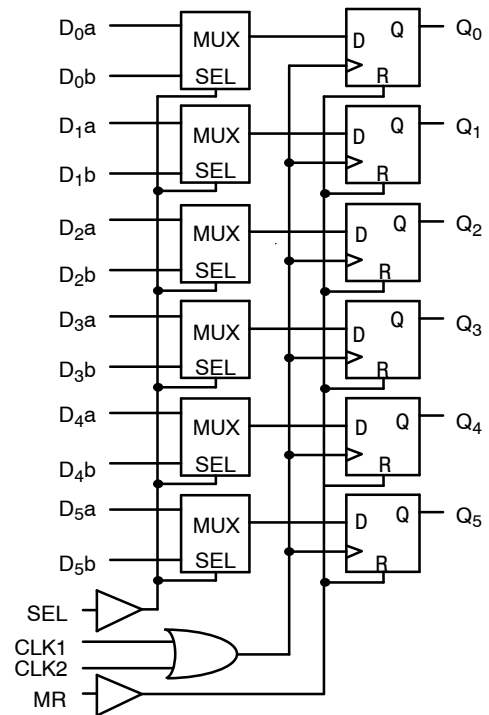 D0a MUX D Q Q0
D0b SEL R
D1a MUX D Q Q1
D1b SEL R
D2a MUX D Q Q2
D2b SEL R
D3a MUX D Q Q3
D3b SEL R
D4a MUX D Q Q4
D4b SEL R
D5a MUX D Q Q5
D5b SEL R
SEL
CLK1
CLK2
MR